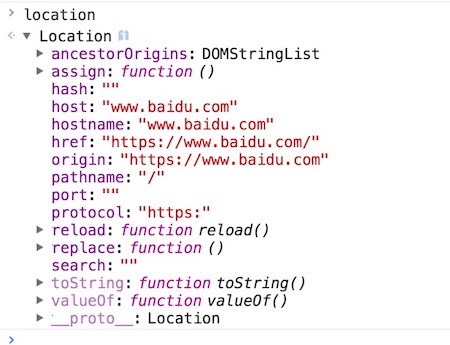 location
Location
ancestorOrigins: DOMStringList
assign: function ()
hash: ""
host: "www.baidu.com"
hostname: "www.baidu.com"
href: "https://www.baidu.com/"
origin: "https://www.baidu.com"
pathname: "/"
port: ""
protocol: "https:"
reload: function reload()
replace: function ()
search: ""
toString: function toString()
valueOf: function valueOf()
__proto__: Location